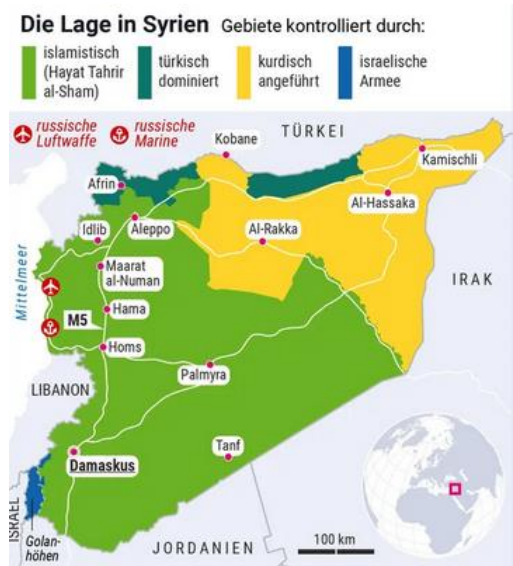 Die Lage in Syrien Gebiete kontrolliert durch:
islamistisch
(Hayat Tahrir
al-Sham)
türkisch
dominiert
kurdisch
angeführt
israelische
Armee
russische
Luftwaffe
russische
Marine
TÜRKEI
Kobane
Kamischli
Afrin
Al-Hassaka
Idlib
Aleppo
Al-Rakka
Mittelmeer
Maarat
al-Numan
IRAK
M5
Hama
Homs
Palmyra
LIBANON
Damaskus
Tanf
ISRAEL
Golan-
höhen
JORDANIEN
100 km